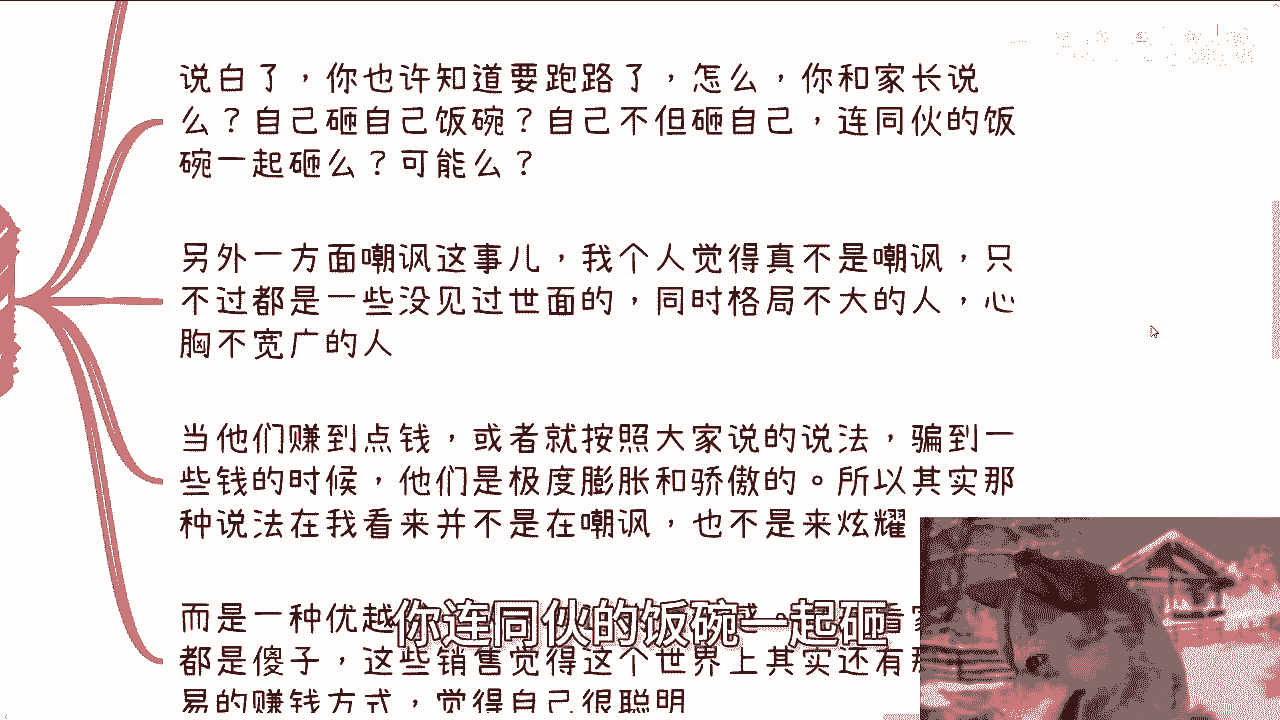 说白了，你也许知道要跑路了，怎么，你和家长说
么？自己砸自己饭碗？自己不但砸自己，连同伙的饭
碗一起砸么？可能么？
另外一方面嘲讽这事儿，我个人觉得真不是嘲讽，只
不过都是一些没见过世面的，同时格局不大的人，心
胸不宽广的人
当他们赚到点钱，或者就按照大家说的说法，骗到一
些钱的时候，他们是极度膨胀和骄傲的。所以其实那
种说法在我看来并不是在嘲讽，也不是来炫耀
而是一种优越
都是傻子，这些销售觉得这个世界上其实还有
易的赚钱方式，觉得自己很聪明
你连同伙的饭碗一起砸